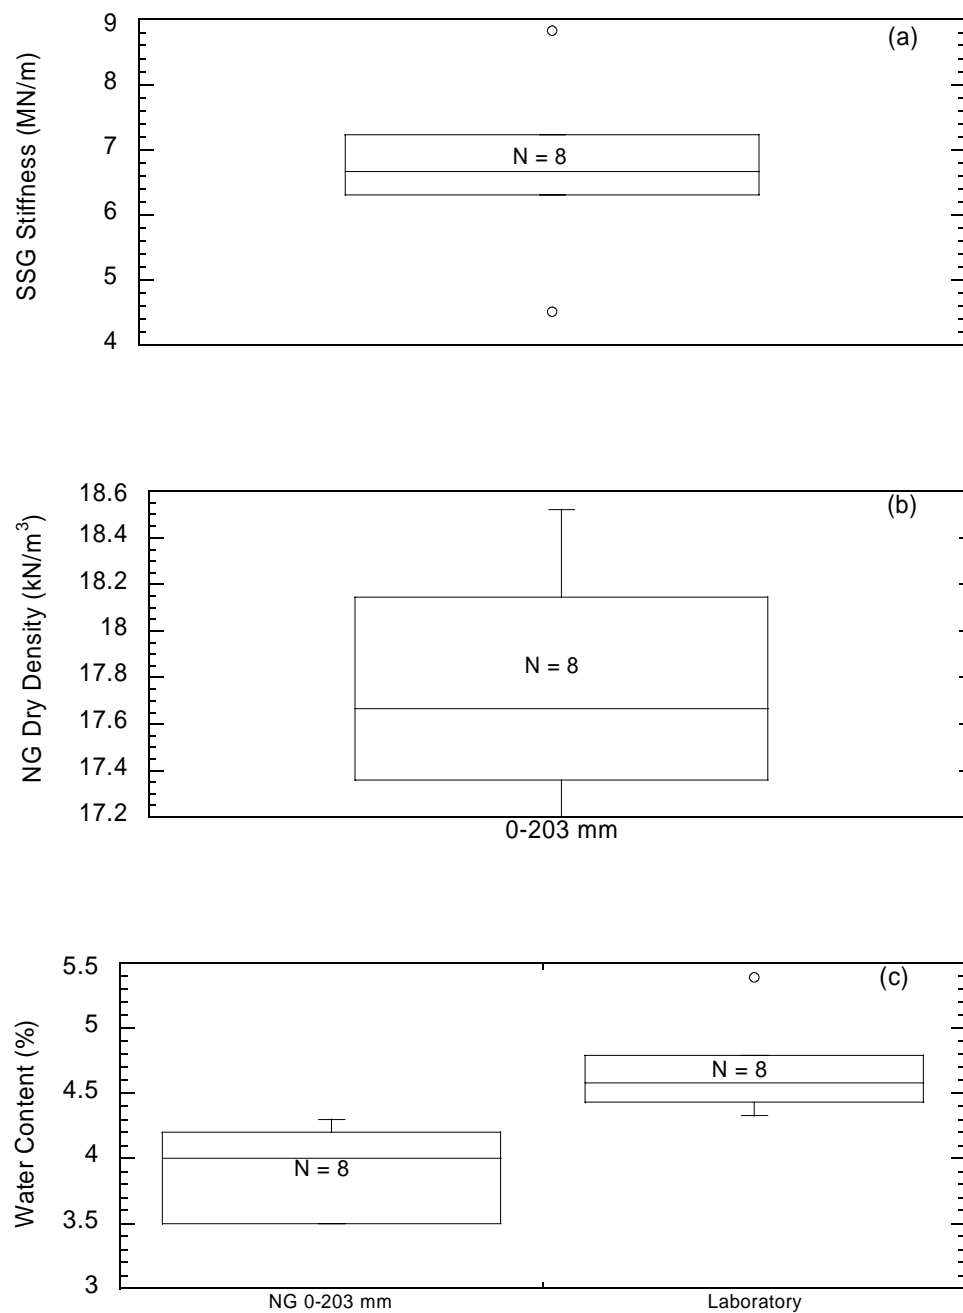 (a)
SSG Stiffness (MN/m)
9
8
7
6
5
4
N = 8
(b)
NG Dry Density (kN/m³)
18.6
18.4
18.2
18
17.8
17.6
17.4
17.2
N = 8
0-203 mm
(c)
Water Content (%)
5.5
5
4.5
4
3.5
3
N = 8
N = 8
NG 0-203 mm
Laboratory